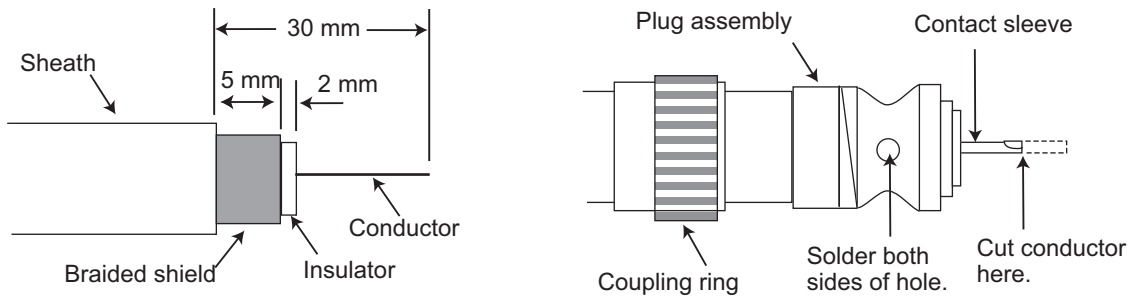 30 mm
Sheath
5 mm
2 mm
Conductor
Braided shield
Insulator
Plug assembly
Contact sleeve
Coupling ring
Solder both
sides of hole.
Cut conductor
here.